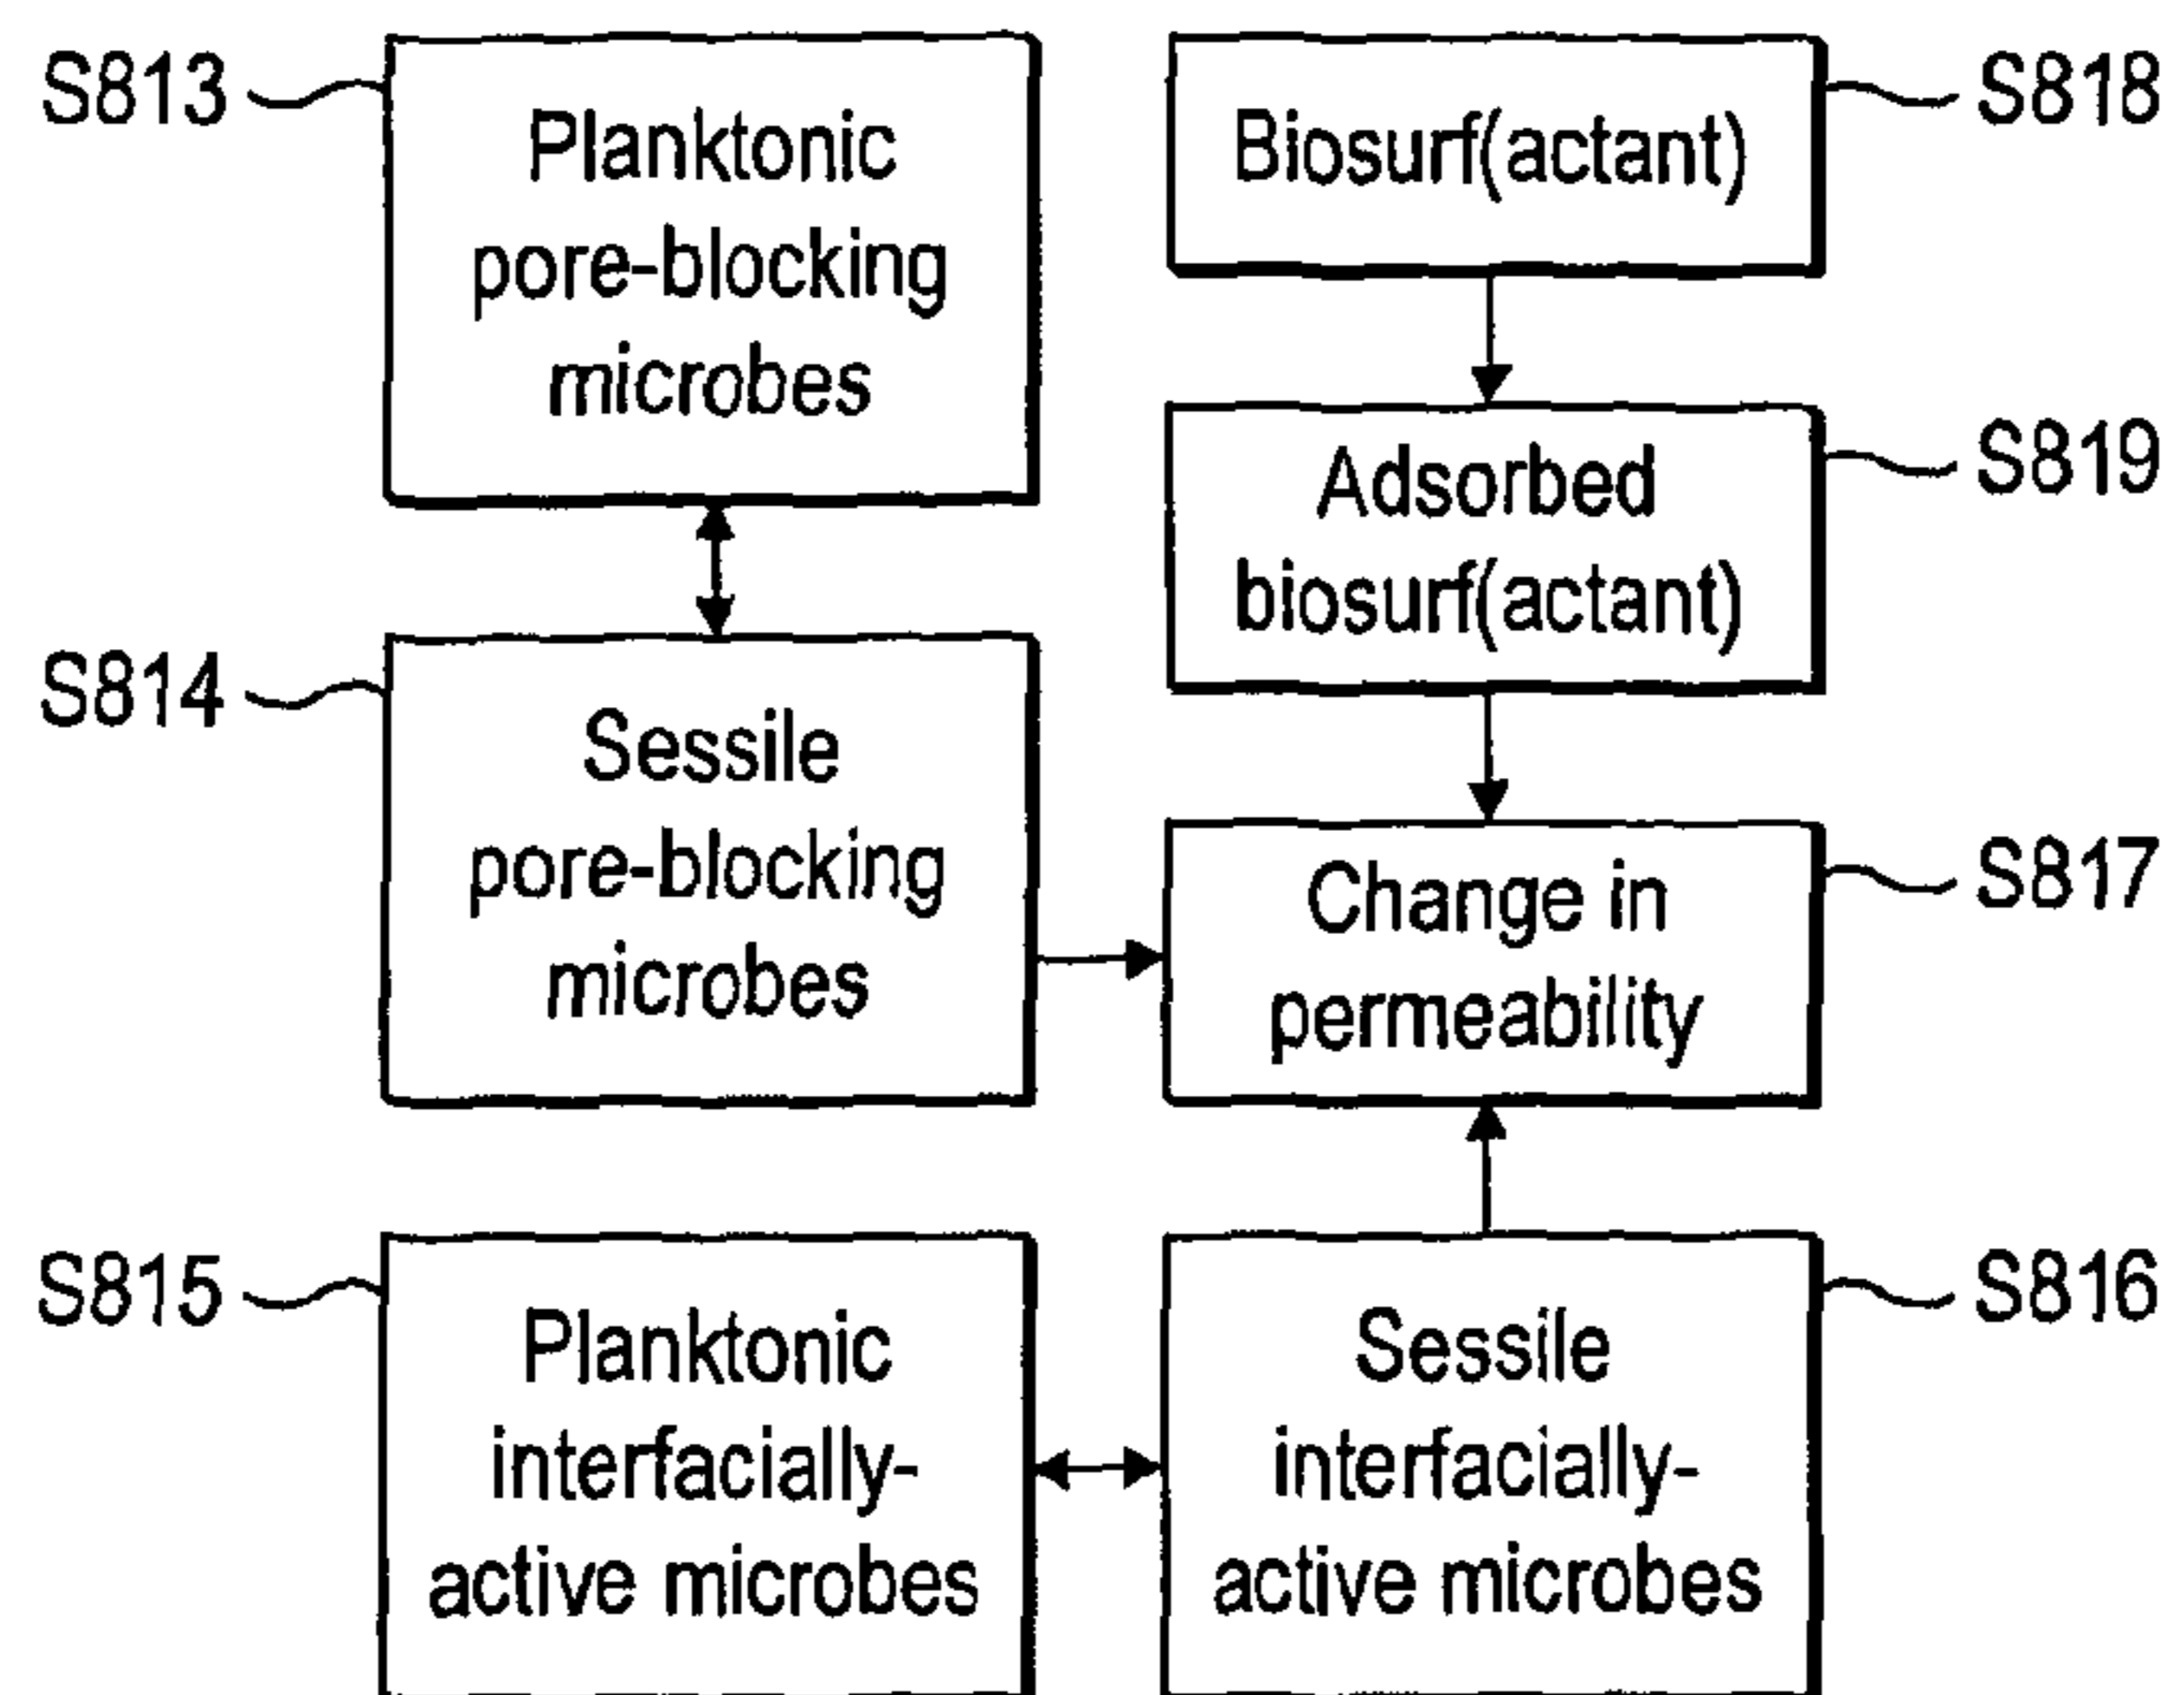 S813
Planktonic
pore-blocking
microbes
Biosurf(actant)
S818
Adsorbed
biosurf(actant)
S819
S814
Sessile
pore-blocking
microbes
Change in
permeability
S817
S815
Planktonic
interfacially-
active microbes
Sessile
interfacially-
active microbes
S816